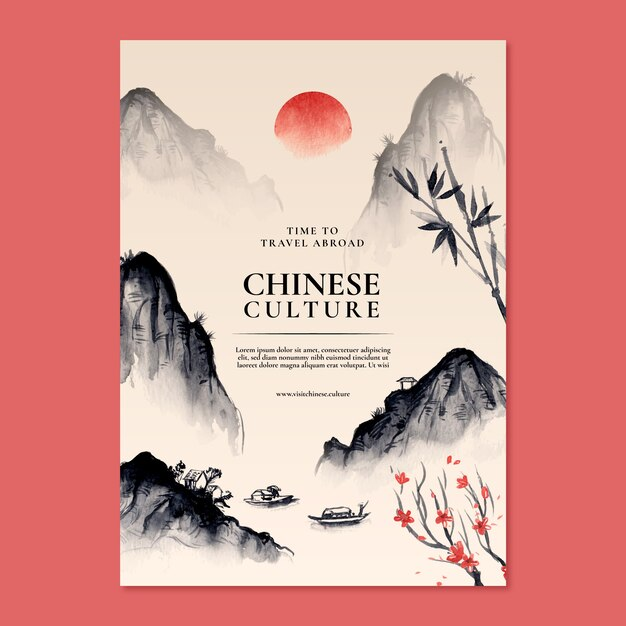 TIME TO
TRAVEL ABROAD
CHINESE
CULTURE
Lorem ipsum dolor sit amet, consectetuer
adipiscing elit, sed diam nonummy nibh euismod
tincidunt ut laoreet dolore magna
aliquam erat volutpat. Ut wisi
www.visitchinese.culture